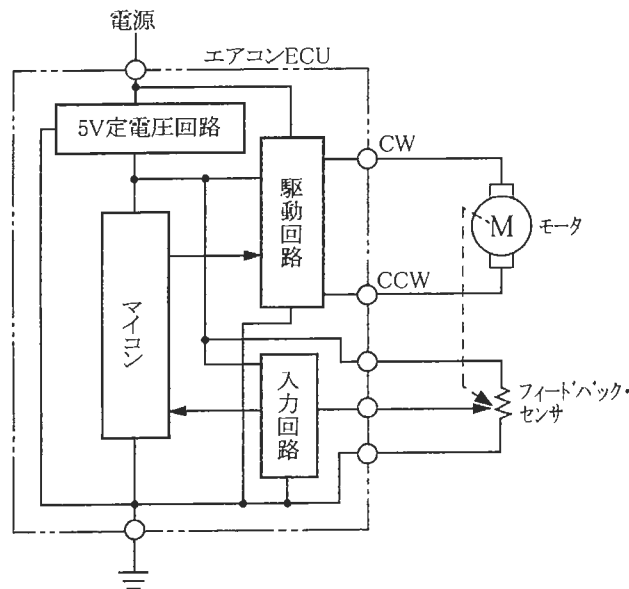 電源
エアコンECU
5V定電圧回路
CW
駆動回路
M
モータ
CCW
マイコン
入力回路
フィードバック・
センサ